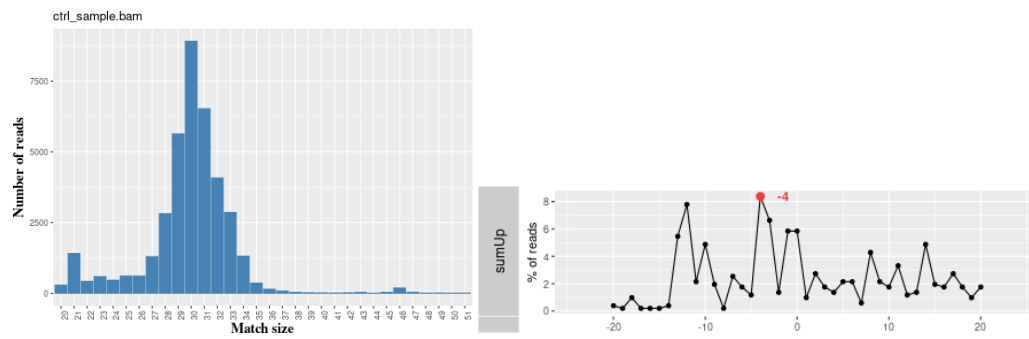 ctrl_sample.bam
Number of reads
7500
5000
2500
0
20 21 22 23 24 25 26 27 28 29 30 31 32 33 34 35 36 37 38 39 40 41 42 43 44 45 46 47 48 49 50 51
Match size
sumUp
% of reads
8
6
4
2
0
-4
-20 -10 0 10 20